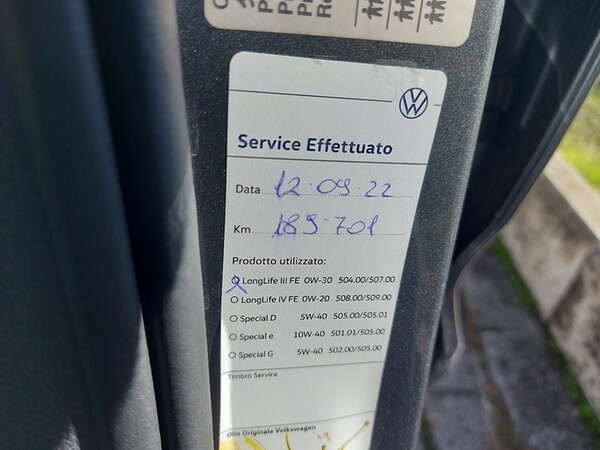 Service Effettuato
Data 12.09.22
Km 189.701
Prodotto utilizzato:
LongLife III FE 0W-30 504.00/507.00
LongLife IV FE 0W-20 508.00/509.00
Special D 5W-40 505.00/505.01
Special e 10W-40 501.01/505.00
Special G 5W-40 502.00/505.00
Timbro Service
Olio Originale Volkswagen